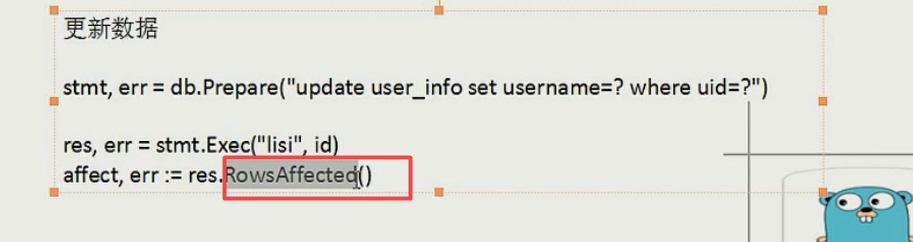 更新数据
stmt, err = db.Prepare("update user_info set username=? where uid=?")
res, err = stmt.Exec("lisi", id)
affect, err := res.RowsAffected()